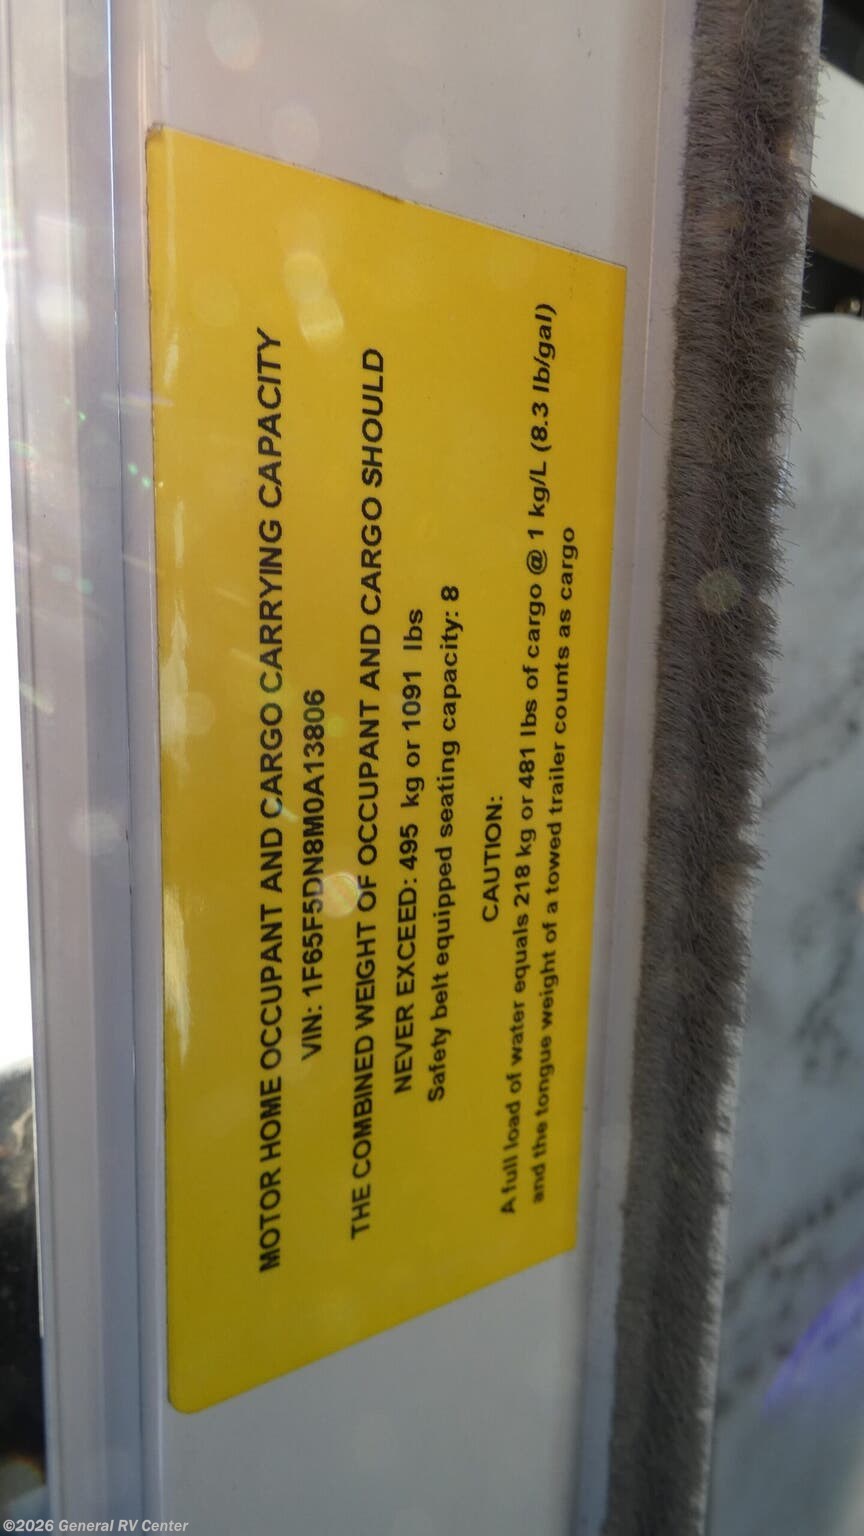 MOTOR HOME OCCUPANT AND CARGO CARRYING CAPACITY
VIN: 1F65F5DN8M0A13806
THE COMBINED WEIGHT OF OCCUPANT AND CARGO SHOULD
NEVER EXCEED: 495 kg or 1091 lbs
Safety belt equipped seating capacity: 8
CAUTION:
A full load of water equals 218 kg or 481 lbs of cargo @ 1 kg/L (8.3 lb/gal)
and the tongue weight of a towed trailer counts as cargo
©2026 General RV Center